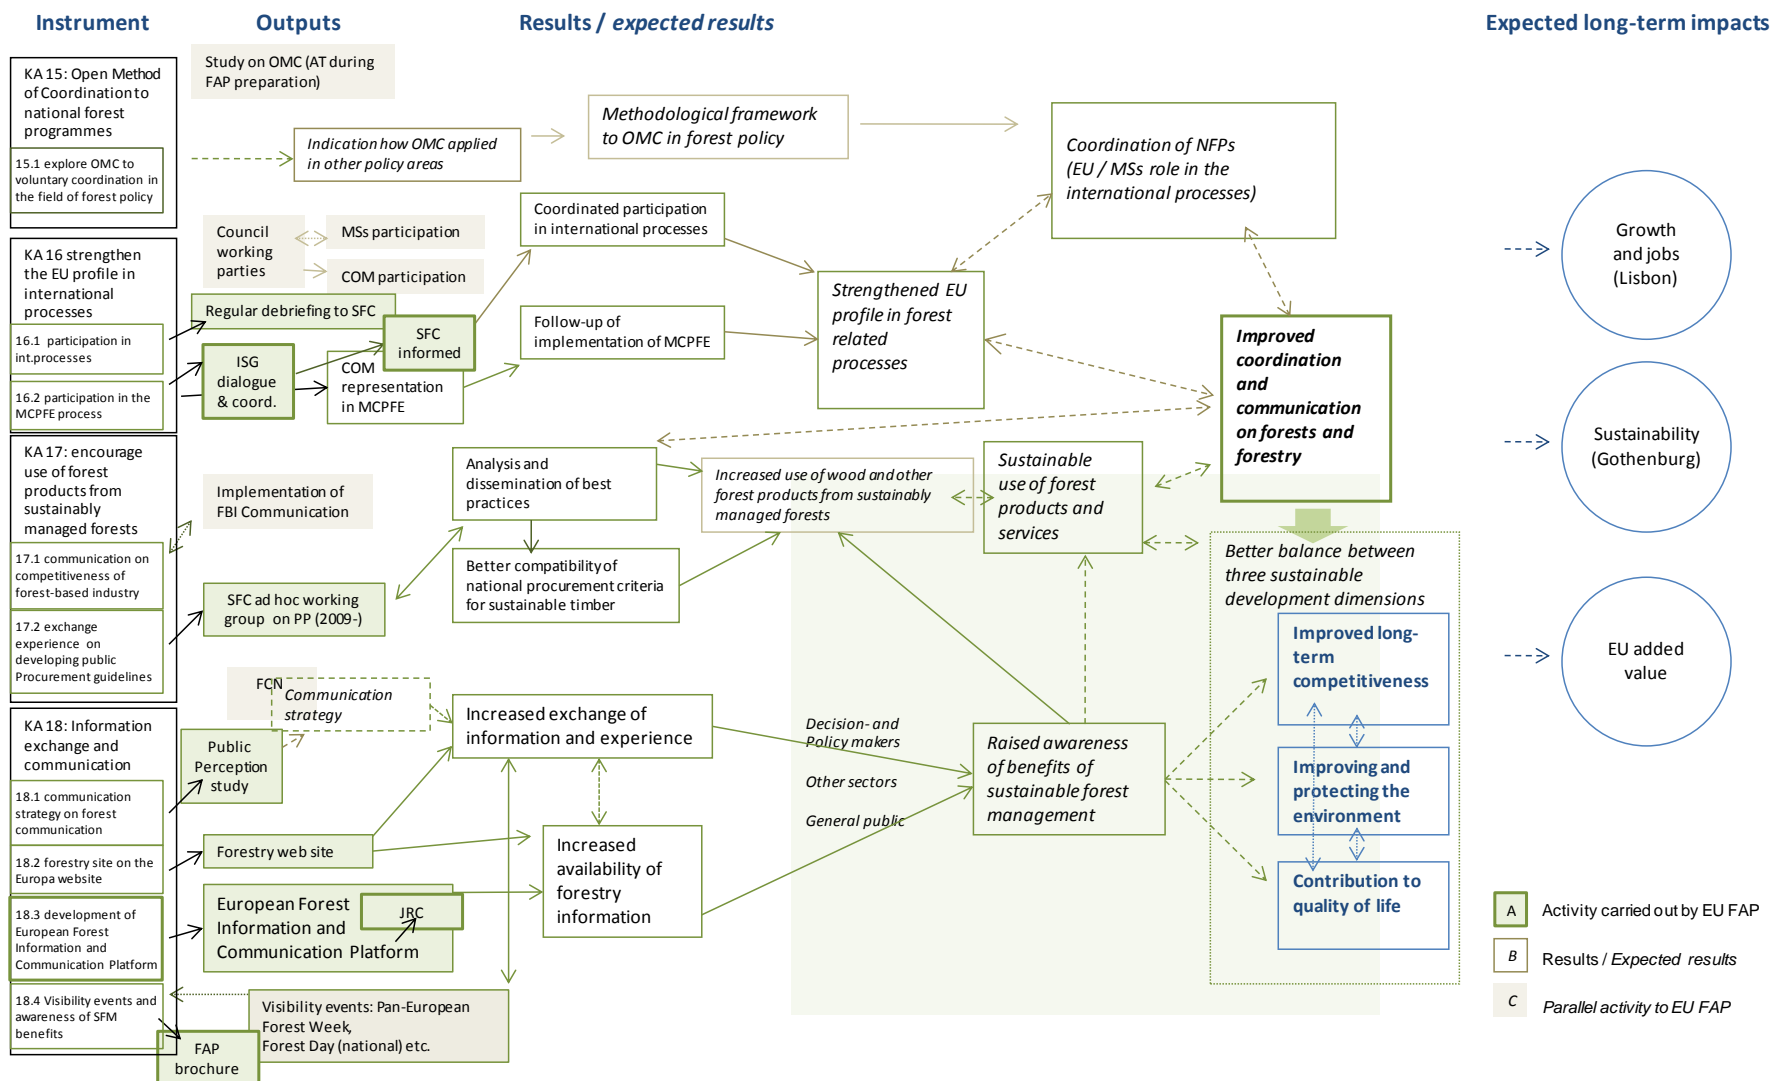 Instrument
Outputs
Results / expected results
Expected long-term impacts
KA 15: Open Method
of Coordination to
national forest
programmes
15.1 explore OMC to
voluntary coordination in
the field of forest policy
Study on OMC (AT during
FAP preparation)
Indication how OMC applied
in other policy areas
Methodological framework
to OMC in forest policy
Coordination of NFPs
(EU / MSs role in the
international processes)
KA 16 strengthen
the EU profile in
international
processes
16.1 participation in
int.processes
16.2 participation in the
MCPFE process
Council
working
parties
MSs participation
COM participation
Regular debriefing to SFC
SFC
informed
ISG
dialogue
& coord.
COM
representation
in MCPFE
Coordinated participation
in international processes
Follow-up of
implementation of MCPFE
Strengthened EU
profile in forest
related
processes
Improved
coordination
and
communication
on forests and
forestry
KA 17: encourage
use of forest
products from
sustainably
managed forests
17.1 communication on
competitiveness of
forest-based industry
17.2 exchange
experience on
developing public
Procurement guidelines
Implementation of
FBI Communication
SFC ad hoc working
group on PP (2009-)
Analysis and
dissemination of best
practices
Better compatibility of
national procurement criteria
for sustainable timber
Increased use of wood and other
forest products from sustainably
managed forests
Sustainable
use of forest
products and
services
Better balance between
three sustainable
development dimensions
Improved long-
term
competitiveness
Improving and
protecting the
environment
Contribution to
quality of life
KA 18: Information
exchange and
communication
18.1 communication
strategy on forest
communication
18.2 forestry site on the
Europa website
18.3 development of
European Forest
Information and
Communication Platform
18.4 Visibility events and
awareness of SFM
benefits
FCN
Communication
strategy
Public
Perception
study
Forestry web site
European Forest
Information and
Communication Platform
JRC
Visibility events: Pan-European
Forest Week,
Forest Day (national) etc.
FAP
brochure
Increased exchange of
information and experience
Increased
availability of
forestry
information
Decision- and
Policy makers
Other sectors
General public
Raised awareness
of benefits of
sustainable forest
management
Growth
and jobs
(Lisbon)
Sustainability
(Gothenburg)
EU added
value
A
Activity carried out by EU FAP
B
Results / Expected results
C
Parallel activity to EU FAP